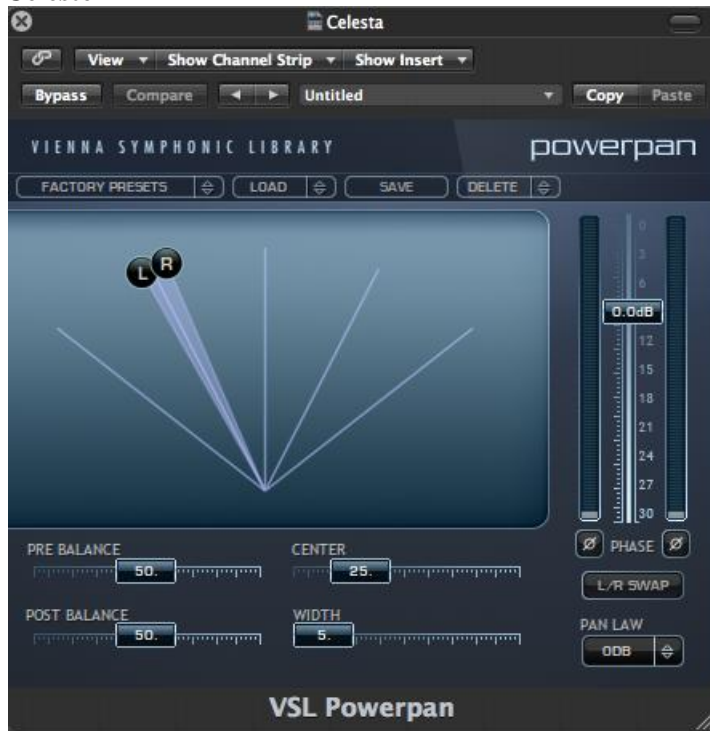 Celesta
View Show Channel Strip Show Insert
Bypass Compare Untitled Copy Paste
VIENNA SYMPHONIC LIBRARY powerpan
FACTORY PRESETS LOAD SAVE DELETE
L R
0
3
6
0.0dB
12
15
18
21
24
27
30
PRE BALANCE CENTER
50. 25.
Ø PHASE Ø
L/R SWAP
POST BALANCE WIDTH
50. 5.
PAN LAW
0DB
VSL Powerpan